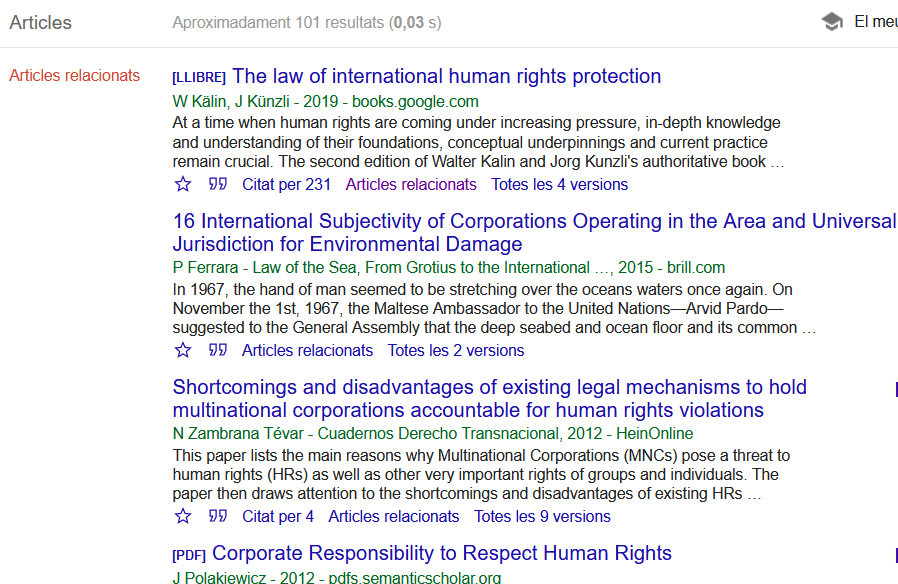 Articles
Aproximadament 101 resultats (0,03 s)
El meu
Articles relacionats
[LLIBRE] The law of international human rights protection
W Kälin, J Künzli - 2019 - books.google.com
At a time when human rights are coming under increasing pressure, in-depth knowledge
and understanding of their foundations, conceptual underpinnings and current practice
remain crucial. The second edition of Walter Kalin and Jorg Kunzli's authoritative book …
Citat per 231 Articles relacionats Totes les 4 versions
16 International Subjectivity of Corporations Operating in the Area and Universal
Jurisdiction for Environmental Damage
P Ferrara - Law of the Sea, From Grotius to the International …, 2015 - brill.com
In 1967, the hand of man seemed to be stretching over the oceans waters once again. On
November the 1st, 1967, the Maltese Ambassador to the United Nations—Arvid Pardo—
suggested to the General Assembly that the deep seabed and ocean floor and its common …
Articles relacionats Totes les 2 versions
Shortcomings and disadvantages of existing legal mechanisms to hold
multinational corporations accountable for human rights violations
N Zambrana Tévar - Cuadernos Derecho Transnacional, 2012 - HeinOnline
This paper lists the main reasons why Multinational Corporations (MNCs) pose a threat to
human rights (HRs) as well as other very important rights of groups and individuals. The
paper then draws attention to the shortcomings and disadvantages of existing HRs …
Citat per 4 Articles relacionats Totes les 9 versions
[PDF] Corporate Responsibility to Respect Human Rights
J Polakiewicz - 2012 - pdfs.semanticscholar.org